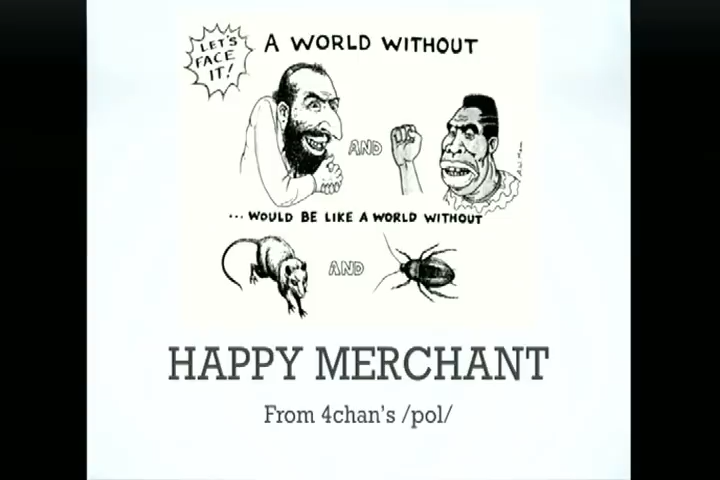 LET'S
FACE
IT!
A WORLD WITHOUT
AND
...WOULD BE LIKE A WORLD WITHOUT
AND
HAPPY MERCHANT
From 4chan's /pol/